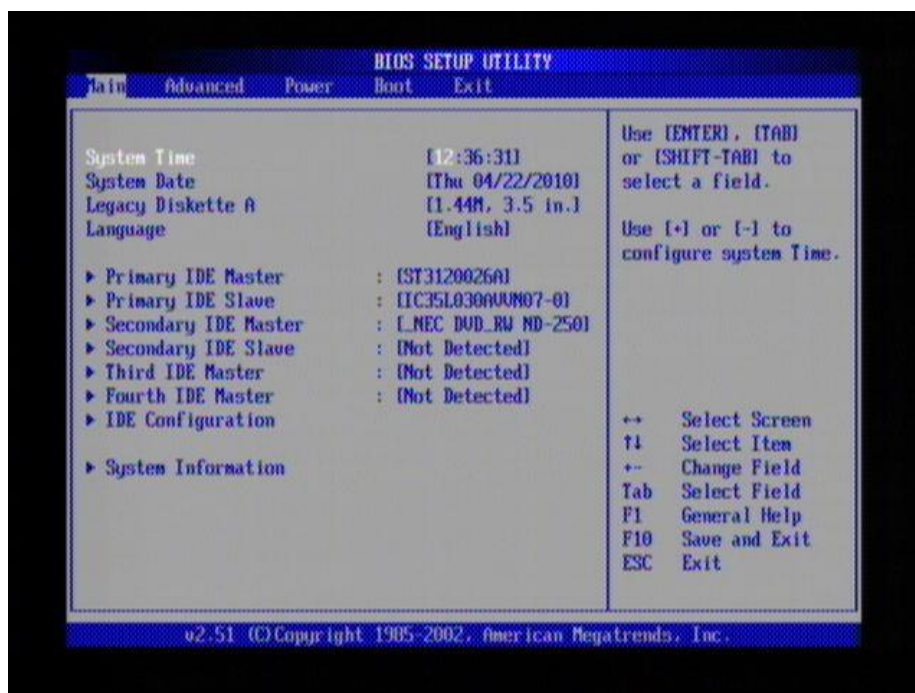 BIOS SETUP UTILITY
Main Advanced Power Boot Exit
System Time [12:36:31]
System Date [Thu 04/22/2010]
Legacy Diskette A [1.44M, 3.5 in.]
Language [English]
▶ Primary IDE Master : [ST3120026A]
▶ Primary IDE Slave : [IC35L030AVVN07-0]
▶ Secondary IDE Master : [_NEC DVD_RW ND-250]
▶ Secondary IDE Slave : [Not Detected]
▶ Third IDE Master : [Not Detected]
▶ Fourth IDE Master : [Not Detected]
▶ IDE Configuration
▶ System Information
Use [ENTER], [TAB]
or [SHIFT-TAB] to
select a field.
Use [+] or [-] to
configure system Time.
↔ Select Screen
↑↓ Select Item
+- Change Field
Tab Select Field
F1 General Help
F10 Save and Exit
ESC Exit
v2.51 (C)Copyright 1985-2002, American Megatrends, Inc.